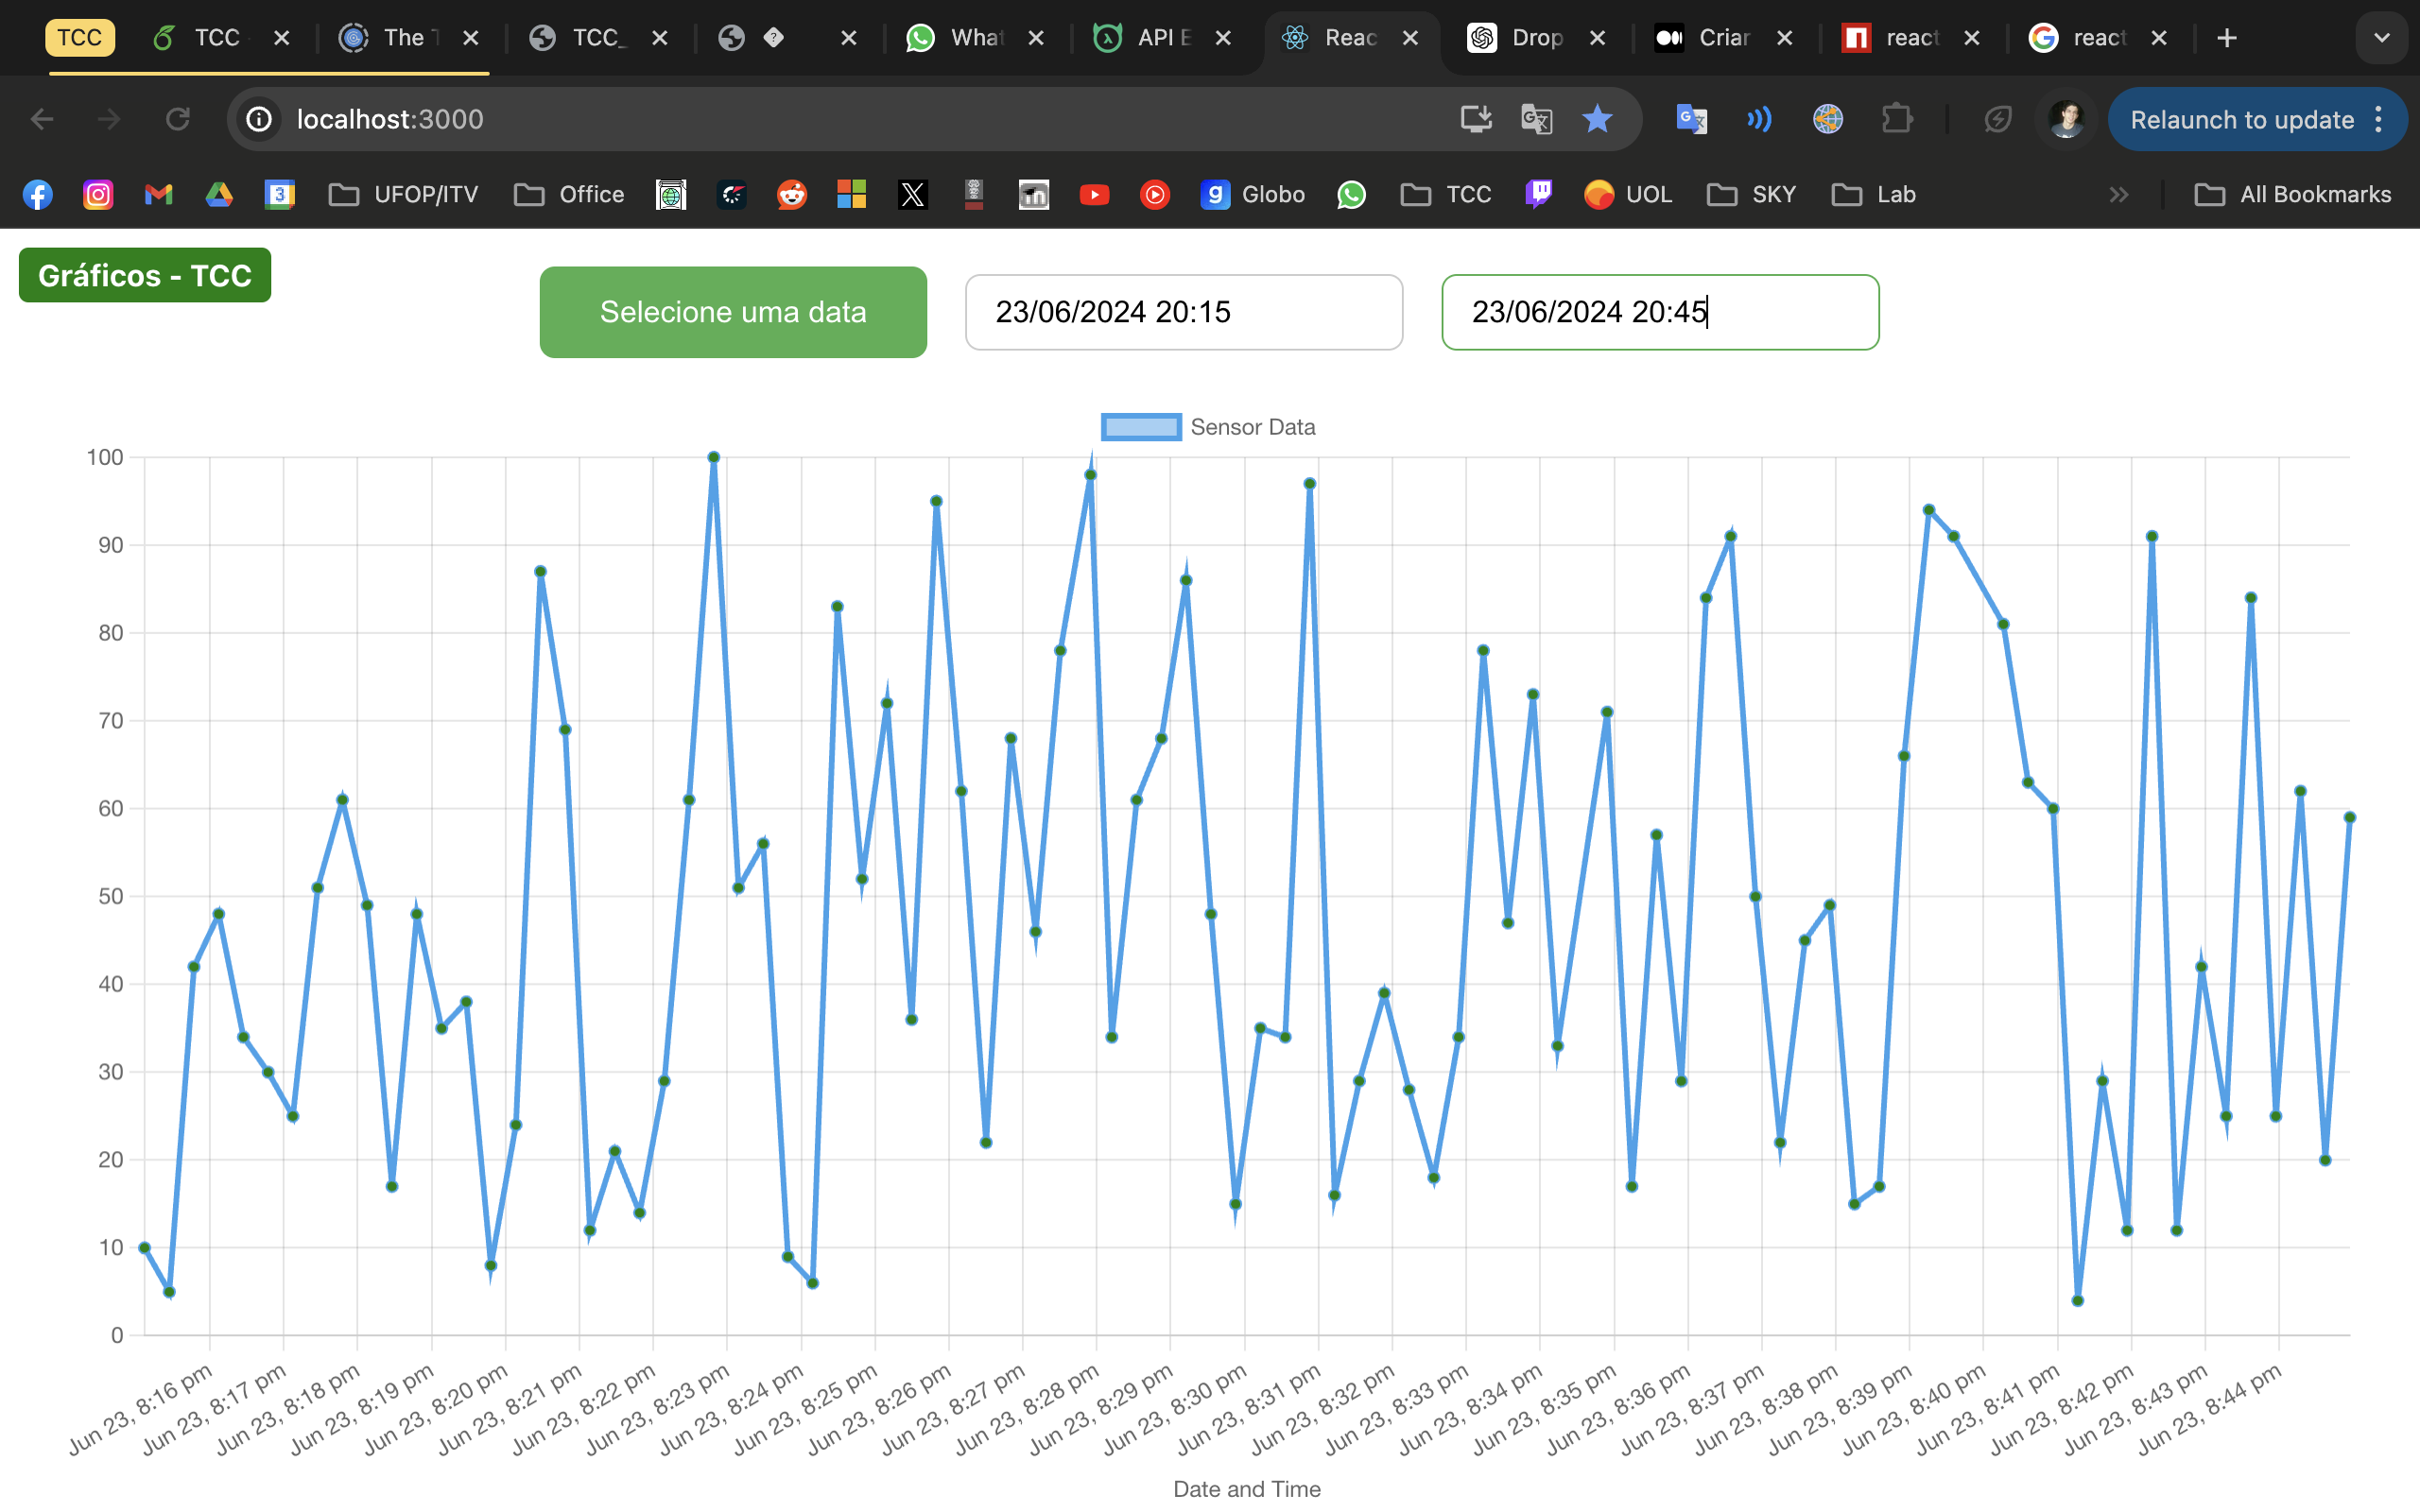 TCC TCC The T TCC_ What API E Reac Drop Criar react react
localhost:3000 Relaunch to update
3 UFOP/ITV Office Globo TCC UOL SKY Lab All Bookmarks
Gráficos - TCC
Selecione uma data 23/06/2024 20:15 23/06/2024 20:45
Sensor Data
100
90
80
70
60
50
40
30
20
10
0
Jun 23, 8:16 pm
Jun 23, 8:17 pm
Jun 23, 8:18 pm
Jun 23, 8:19 pm
Jun 23, 8:20 pm
Jun 23, 8:21 pm
Jun 23, 8:22 pm
Jun 23, 8:23 pm
Jun 23, 8:24 pm
Jun 23, 8:25 pm
Jun 23, 8:26 pm
Jun 23, 8:27 pm
Jun 23, 8:28 pm
Jun 23, 8:29 pm
Jun 23, 8:30 pm
Jun 23, 8:31 pm
Jun 23, 8:32 pm
Jun 23, 8:33 pm
Jun 23, 8:34 pm
Jun 23, 8:35 pm
Jun 23, 8:36 pm
Jun 23, 8:37 pm
Jun 23, 8:38 pm
Jun 23, 8:39 pm
Jun 23, 8:40 pm
Jun 23, 8:41 pm
Jun 23, 8:42 pm
Jun 23, 8:43 pm
Jun 23, 8:44 pm
Date and Time